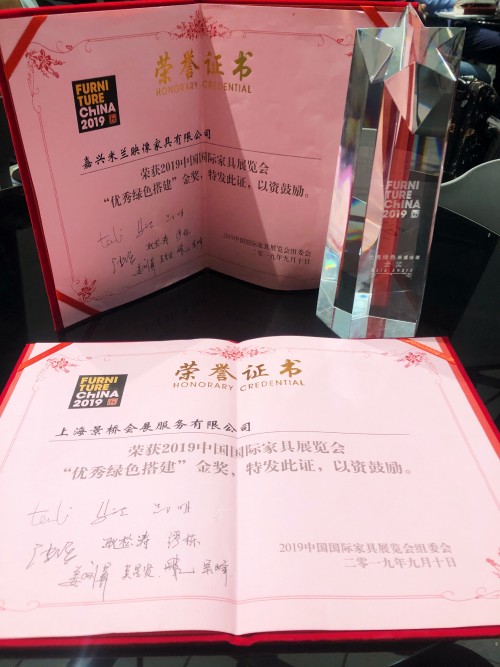 荣誉证书
HONORARY CREDENTIAL
FURNI
TURE
CHINA
2019
嘉兴米兰映像家具有限公司
荣获2019中国国际家具展览会
“优秀绿色搭建”金奖，特发此证，以资鼓励。
2019中国国际家具展览会组委会
二〇一九年九月十日
FURNI
TURE
CHINA
2019
金奖
Gold Award
荣誉证书
HONORARY CREDENTIAL
FURNI
TURE
CHINA
2019
上海景桥会展服务有限公司
荣获2019中国国际家具展览会
“优秀绿色搭建”金奖，特发此证，以资鼓励。
2019中国国际家具展览会组委会
二〇一九年九月十日